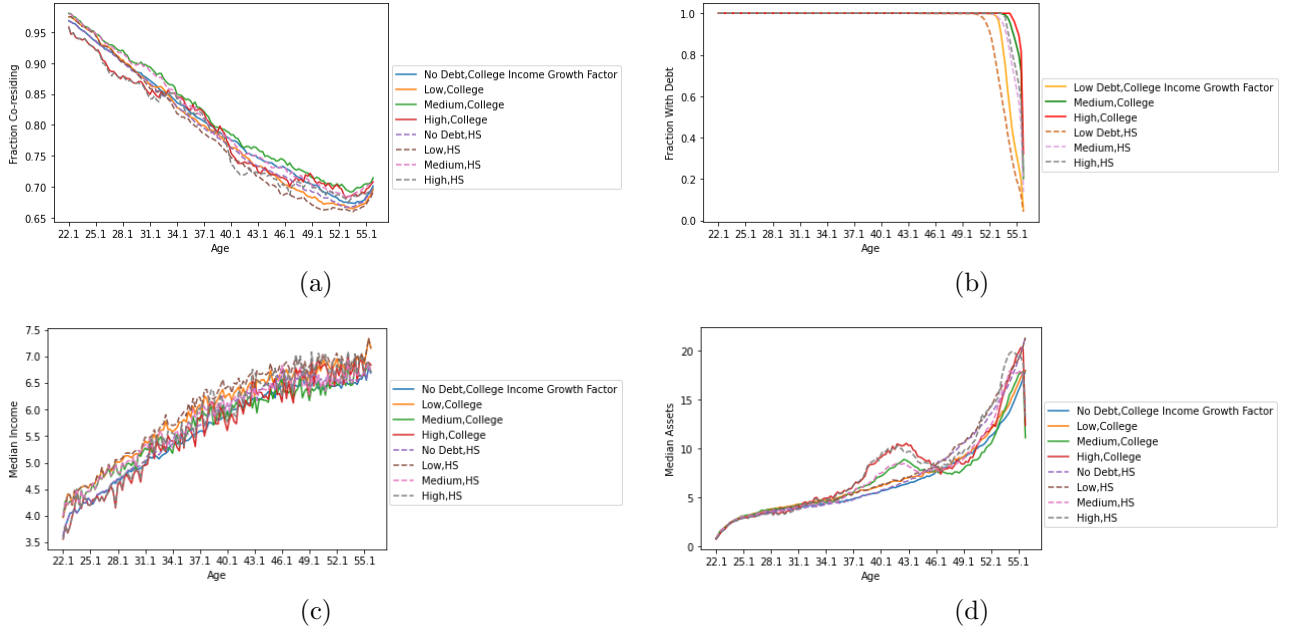 Fraction Co-residing
0.95
0.90
0.85
0.80
0.75
0.70
0.65
22.1 25.1 28.1 31.1 34.1 37.1 40.1 43.1 46.1 49.1 52.1 55.1
Age
No Debt,College Income Growth Factor
Low,College
Medium,College
High,College
No Debt,HS
Low,HS
Medium,HS
High,HS
(a)
Fraction With Debt
1.0
0.8
0.6
0.4
0.2
0.0
22.1 25.1 28.1 31.1 34.1 37.1 40.1 43.1 46.1 49.1 52.1 55.1
Age
Low Debt,College Income Growth Factor
Medium,College
High,College
Low Debt,HS
Medium,HS
High,HS
(b)
Median Income
7.5
7.0
6.5
6.0
5.5
5.0
4.5
4.0
3.5
22.1 25.1 28.1 31.1 34.1 37.1 40.1 43.1 46.1 49.1 52.1 55.1
Age
No Debt,College Income Growth Factor
Low,College
Medium,College
High,College
No Debt,HS
Low,HS
Medium,HS
High,HS
(c)
Median Assets
20
15
10
5
0
22.1 25.1 28.1 31.1 34.1 37.1 40.1 43.1 46.1 49.1 52.1 55.1
Age
No Debt,College Income Growth Factor
Low,College
Medium,College
High,College
No Debt,HS
Low,HS
Medium,HS
High,HS
(d)